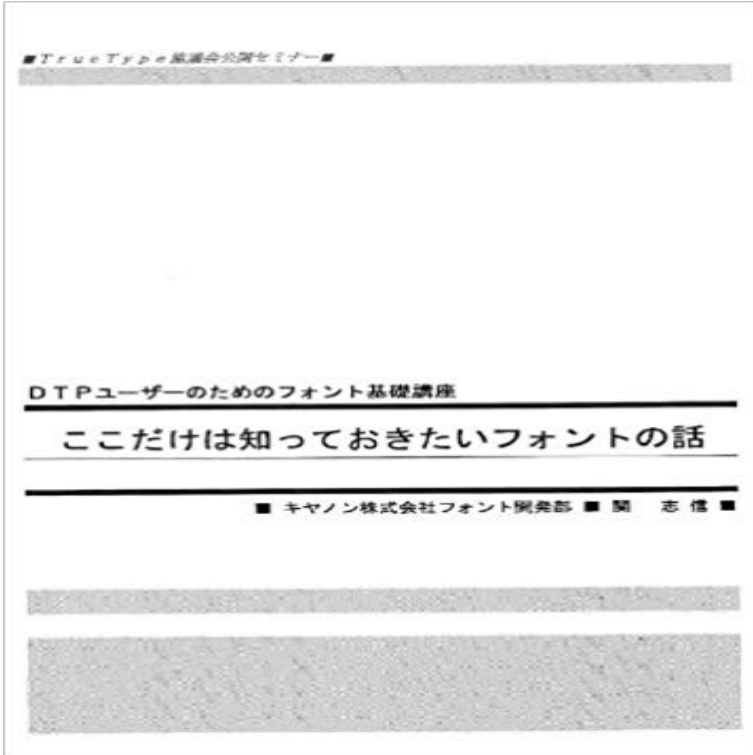 ■TrueType協議会公開セミナー■
DTPユーザーのためのフォント基礎講座
ここだけは知っておきたいフォントの話
■ キヤノン株式会社フォント開発部 ■ 関 志信 ■